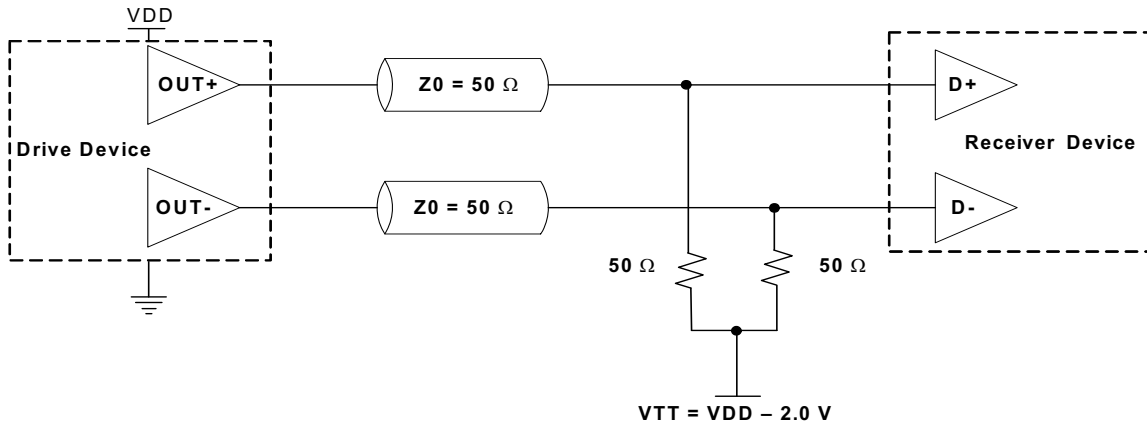 VDD
OUT+
Z0 = 50 Ω
D+
Drive Device
Receiver Device
OUT-
Z0 = 50 Ω
D-
50 Ω
50 Ω
VTT = VDD – 2.0 V